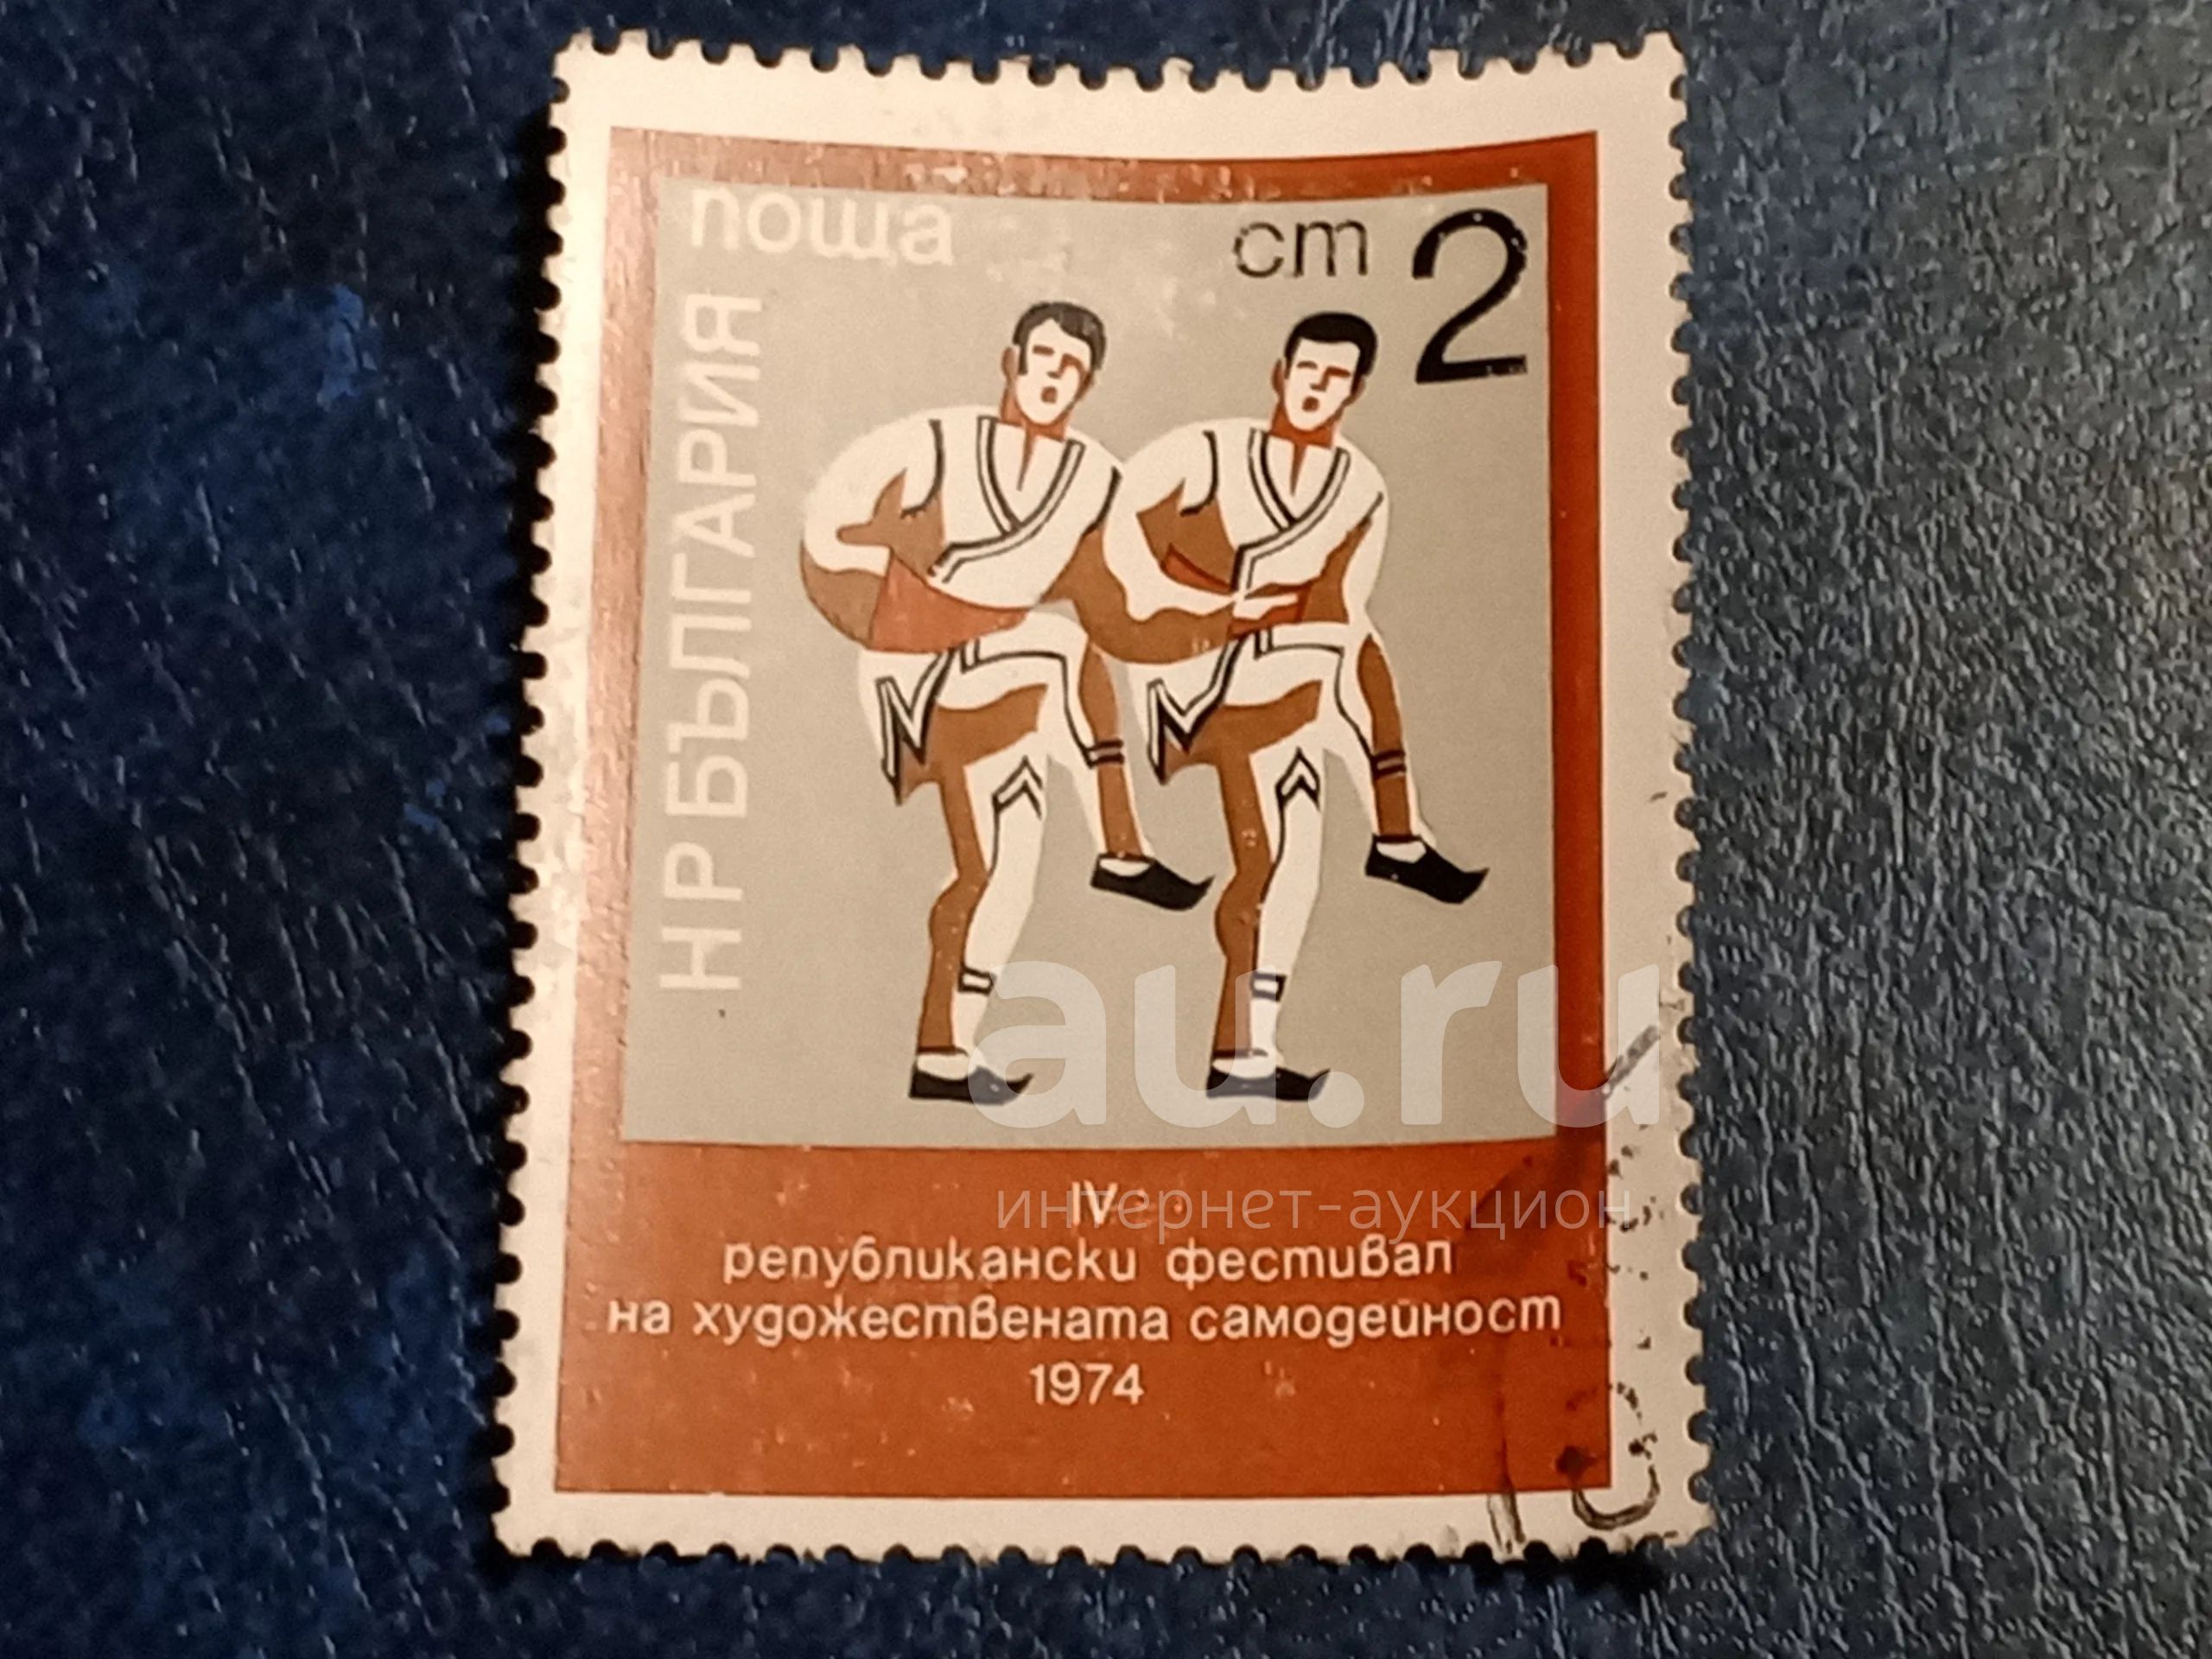 поща
ст 2
НР БЪЛГАРИЯ
au.ru
интернет-аукцион
IV
републикански фестивал
на художествената самодейност
1974